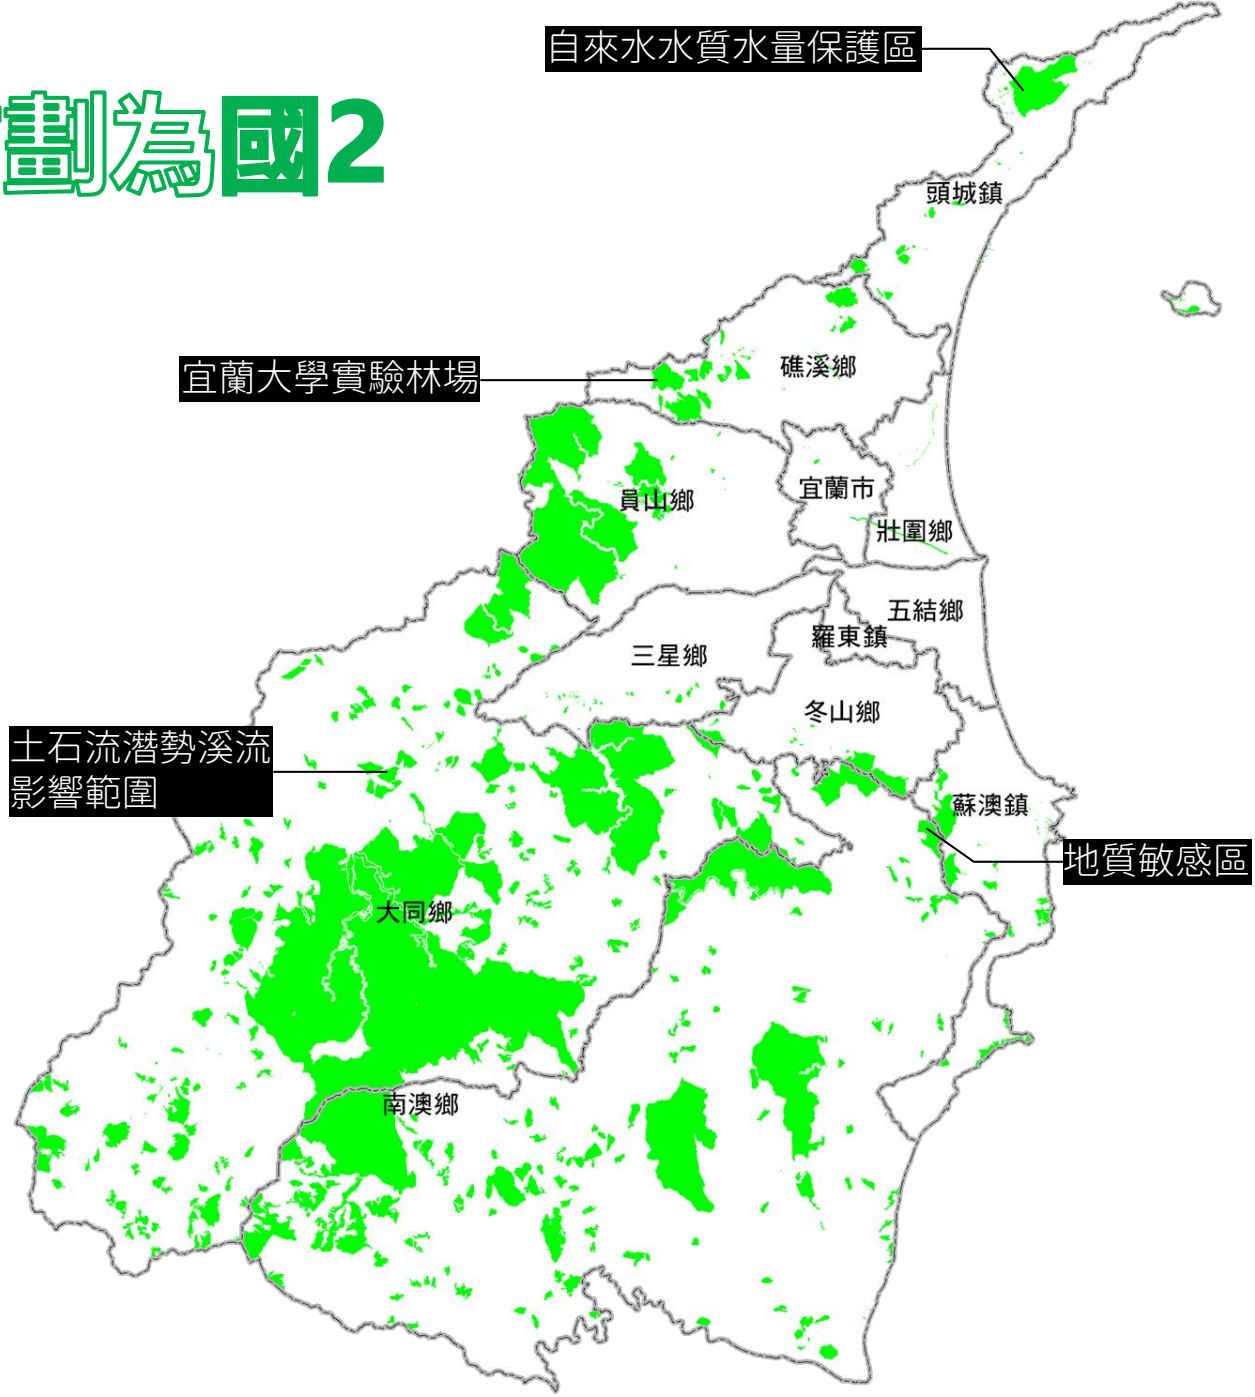 自來水水質水量保護區
劃為國2
頭城鎮
宜蘭大學實驗林場
礁溪鄉
員山鄉
宜蘭市
壯圍鄉
五結鄉
羅東鎮
三星鄉
冬山鄉
土石流潛勢溪流
影響範圍
蘇澳鎮
地質敏感區
大同鄉
南澳鄉